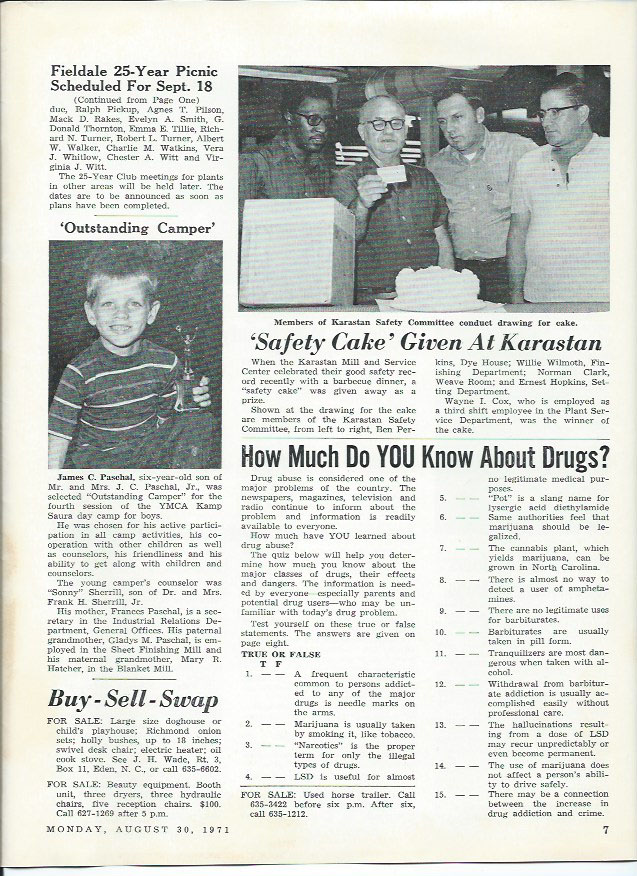 Fieldale 25-Year Picnic
Scheduled For Sept. 18
(Continued from Page One)
due, Ralph Pickup, Agnes T. Pilson,
Mack D. Rakes, Evelyn A. Smith, G.
Donald Thornton, Emma E. Tillie, Rich-
ard N. Turner, Robert L. Turner, Albert
W. Walker, Charlie M. Watkins, Vera
J. Whitlow, Chester A. Witt and Vir-
ginia J. Witt.
The 25-Year Club meetings for plants
in other areas will be held later. The
dates are to be announced as soon as
plans have been completed.
'Outstanding Camper'
James C. Paschal, six-year-old son of
Mr. and Mrs. J. C. Paschal, Jr., was
selected "Outstanding Camper" for the
fourth session of the YMCA Kamp
Saura day camp for boys.
He was chosen for his active partici-
pation in all camp activities, his co-
operation with other children as well
as counselors, his friendliness and his
ability to get along with children and
counselors.
The young camper's counselor was
"Sonny" Sherrill, son of Dr. and Mrs.
Frank H. Sherrill, Jr.
His mother, Frances Paschal, is a se-
cretary in the Industrial Relations De-
partment, General Offices. His paternal
grandmother, Gladys M. Paschal, is em-
ployed in the Sheet Finishing Mill and
his maternal grandmother, Mary R.
Hatcher, in the Blanket Mill.
Buy-Sell-Swap
FOR SALE: Large size doghouse or
child's playhouse; Richmond onion
sets; holly bushes, up to 18 inches;
swivel desk chair; electric heater; oil
cook stove. See J. H. Wade, Rt. 3,
Box 11, Eden, N. C., or call 635-6602.
FOR SALE: Beauty equipment. Booth
unit, three dryers, three hydraulic
chairs, five reception chairs. $100.
Call 627-1269 after 5 p.m.
Members of Karastan Safety Committee conduct drawing for cake.
'Safety Cake' Given At Karastan
When the Karastan Mill and Service
Center celebrated their good safety rec-
ord recently with a barbecue dinner, a
"safety cake" was given away as a
prize.
Shown at the drawing for the cake
are members of the Karastan Safety
Committee, from left to right, Ben Per-
kins, Dye House; Willie Wilmoth, Fin-
ishing Department; Norman Clark,
Weave Room; and Ernest Hopkins, Set-
ting Department.
Wayne I. Cox, who is employed as
a third shift employee in the Plant Ser-
vice Department, was the winner of
the cake.
How Much Do YOU Know About Drugs?
Drug abuse is considered one of the
major problems of the country. The
newspapers, magazines, television and
radio continue to inform about the
problem and information is readily
available to everyone.
How much have YOU learned about
drug abuse?
The quiz below will help you deter-
mine how much you know about the
major classes of drugs, their effects
and dangers. The information is need-
ed by everyone—especially parents and
potential drug users—who may be un-
familiar with today's drug problem.
Test yourself on these true or false
statements. The answers are given on
page eight.
TRUE OR FALSE
T F
1. — — A frequent characteristic
common to persons addict-
ed to any of the major
drugs is needle marks on
the arms.
2. — — Marijuana is usually taken
by smoking it, like tobacco.
3. — — "Narcotics" is the proper
term for only the illegal
types of drugs.
4. — — LSD is useful for almost
no legitimate medical pur-
poses.
5. — — "Pot" is a slang name for
lysergic acid diethylamide
6. — — Some authorities feel that
marijuana should be le-
galized.
7. — — The cannabis plant, which
yields marijuana, can be
grown in North Carolina.
8. — — There is almost no way to
detect a user of ampheta-
mines.
9. — — There are no legitimate uses
for barbiturates.
10. — — Barbiturates are usually
taken in pill form.
11. — — Tranquilizers are most dan-
gerous when taken with al-
cohol.
12. — — Withdrawal from barbitur-
ate addiction is usually ac-
complished easily without
professional care.
13. — — The hallucinations result-
ing from a dose of LSD
may recur unpredictably or
even become permanent.
14. — — The use of marijuana does
not affect a person's abili-
ty to drive safely.
15. — — There may be a connection
between the increase in
drug addiction and crime.
FOR SALE: Used horse trailer. Call
635-3422 before six p.m. After six,
call 635-1212.
MONDAY, AUGUST 30, 1971
7